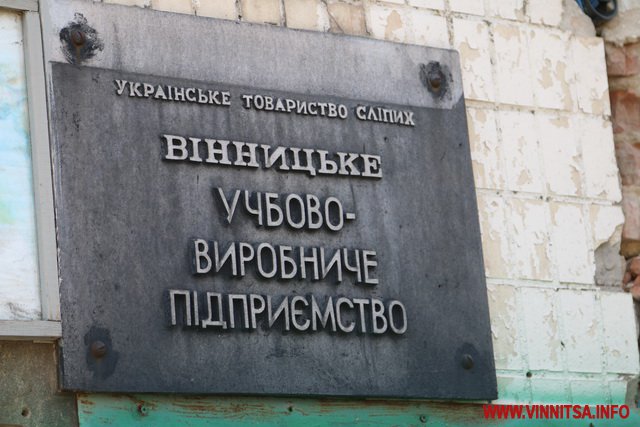 УКРАЇНСЬКЕ ТОВАРИСТВО СЛІПИХ
ВІННИЦЬКЕ
УЧБОВО-
ВИРОБНИЧЕ
ПІДПРИЄМСТВО
WWW.VINNITSA.INFO